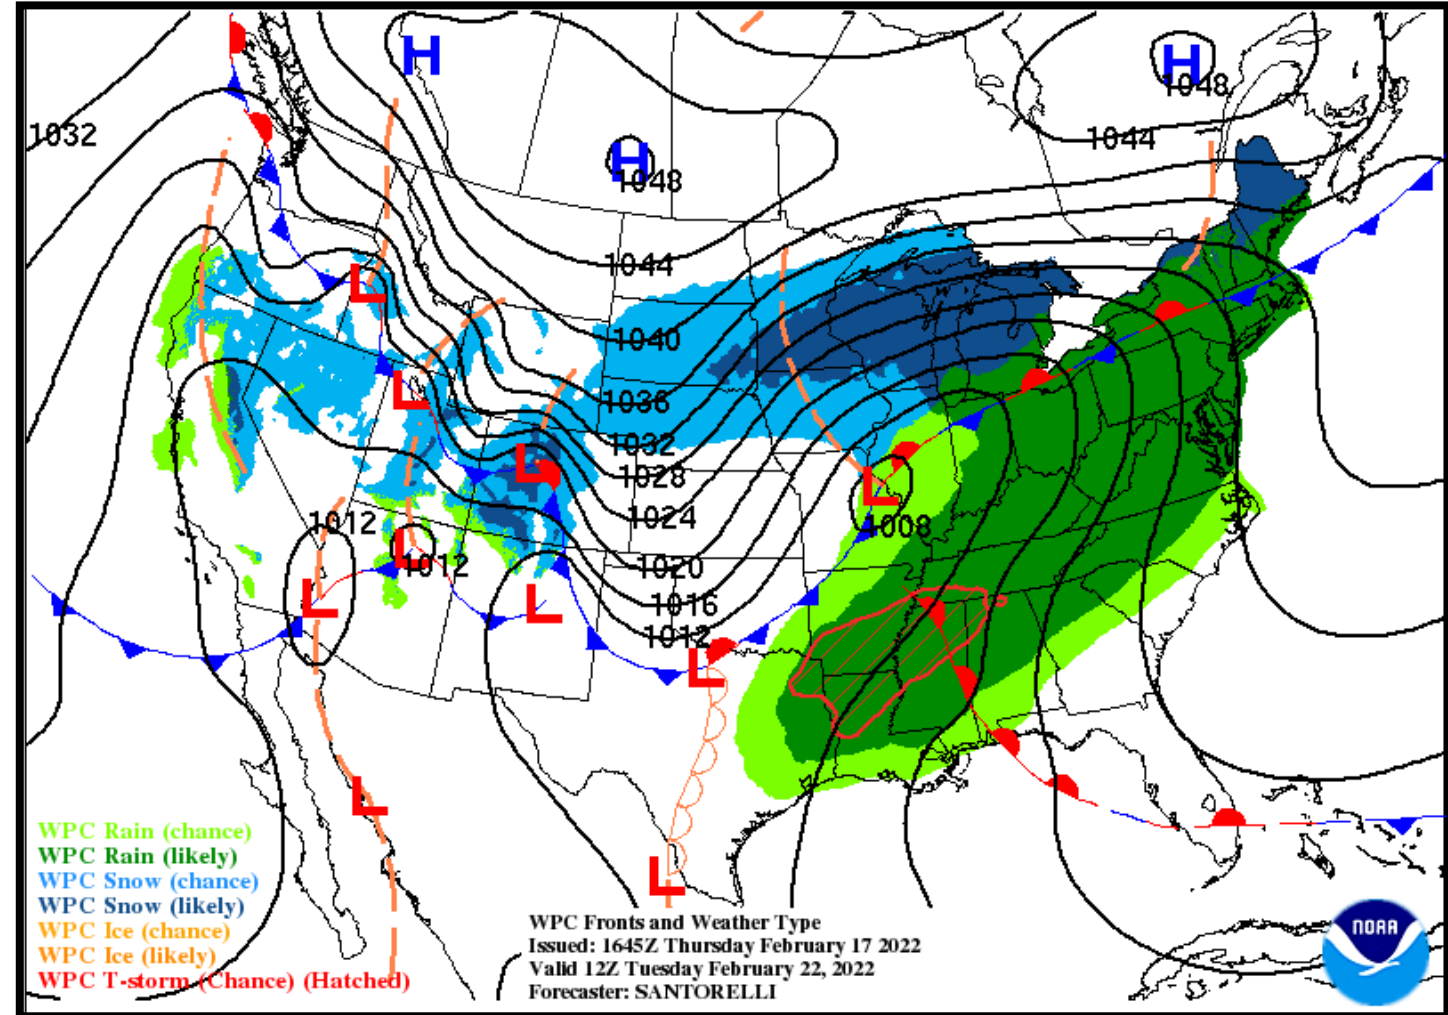 H
H
1048
1032
1044
H
1048
L
1044
1040
L
1036
1032
L
1028
L
1024
1008
1012
L
1012
1020
L
L
1016
1012
L
L
L
WPC Rain (chance)
WPC Rain (likely)
WPC Snow (chance)
WPC Snow (likely)
WPC Ice (chance)
WPC Ice (likely)
WPC T-storm (Chance) (Hatched)
WPC Fronts and Weather Type
Issued: 1645Z Thursday February 17 2022
Valid 12Z Tuesday February 22, 2022
Forecaster: SANTORELLI
NOAA